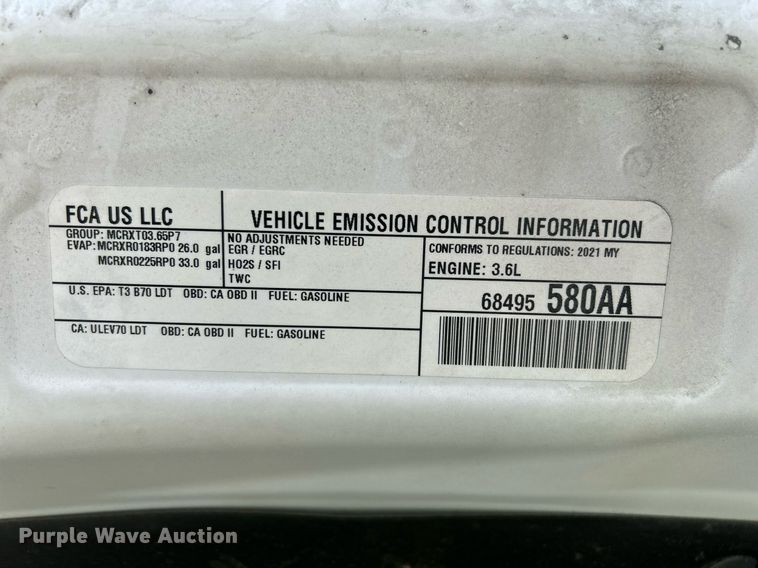 FCA US LLC
GROUP: MCRXT03.65P7
EVAP: MCRXR0183RP0 26.0 gal
MCRXR0225RP0 33.0 gal
VEHICLE EMISSION CONTROL INFORMATION
NO ADJUSTMENTS NEEDED
EGR / EGRC
HO2S / SFI
TWC
CONFORMS TO REGULATIONS: 2021 MY
ENGINE: 3.6L
U.S. EPA: T3 B70 LDT OBD: CA OBD II FUEL: GASOLINE
68495 580AA
CA: ULEV70 LDT OBD: CA OBD II FUEL: GASOLINE
Purple Wave Auction